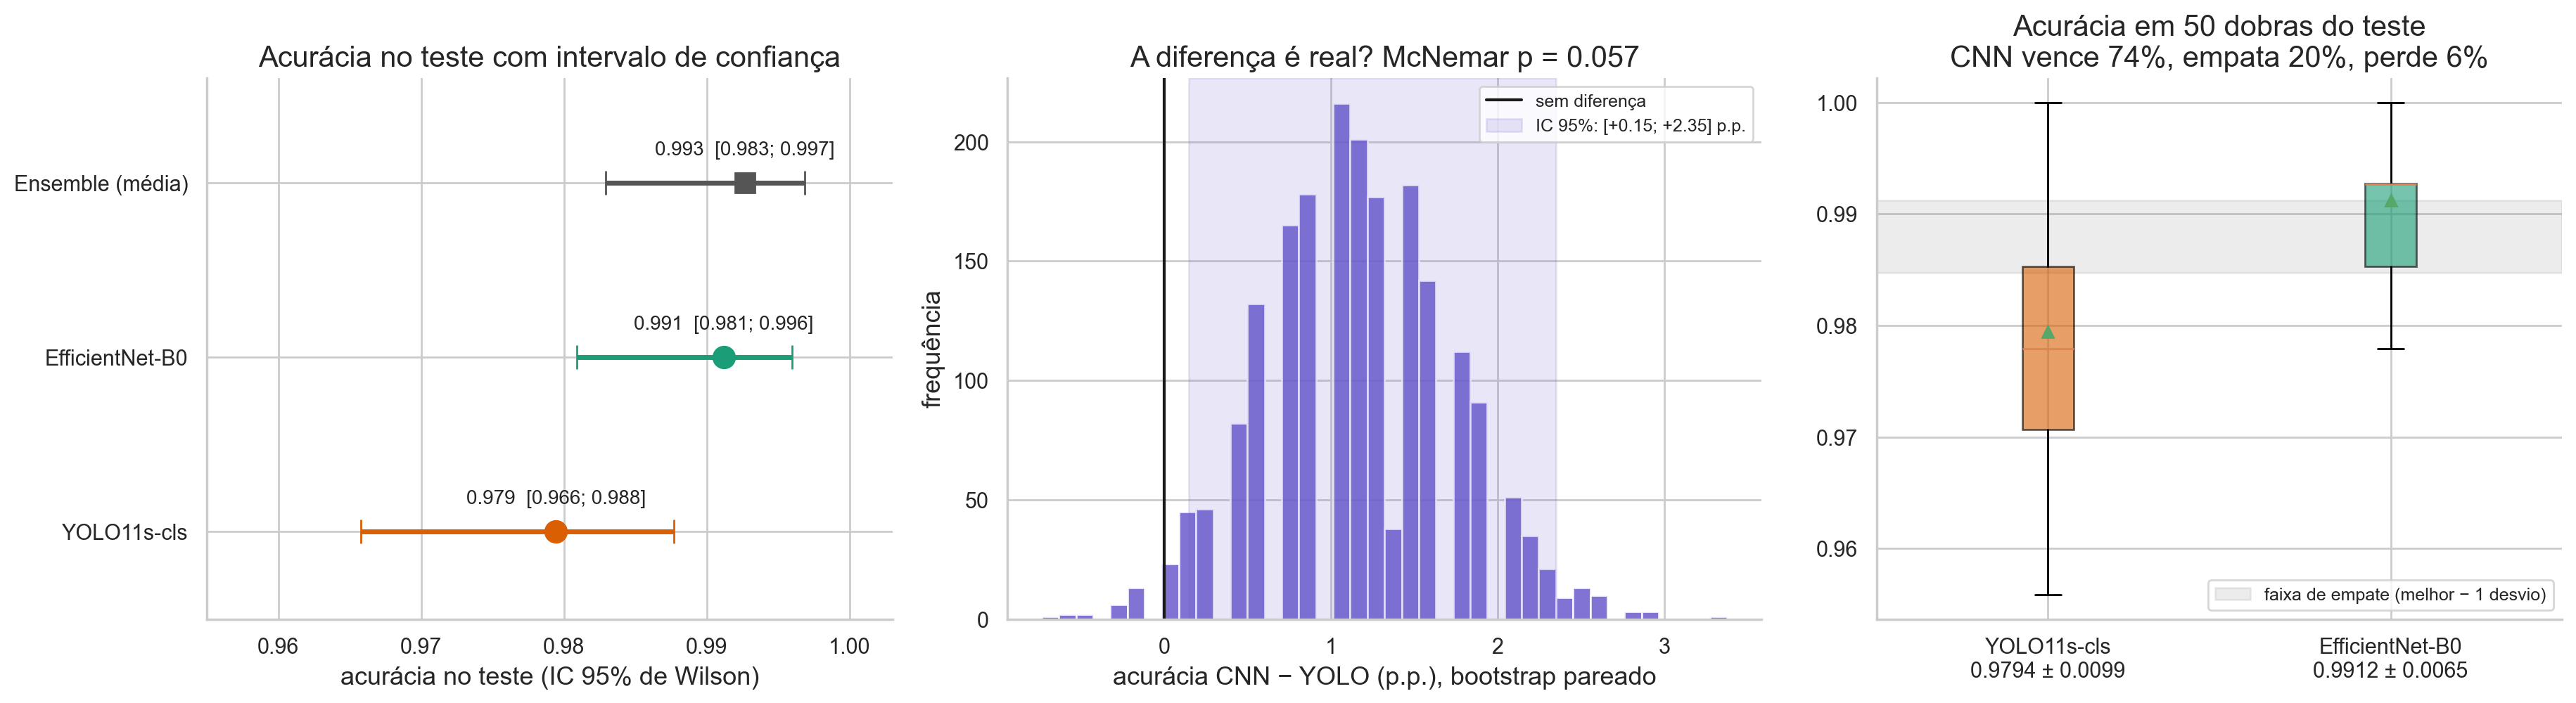 Acurácia no teste com intervalo de confiança
Ensemble (média)
EfficientNet-B0
YOLO11s-cls
0.993 [0.983; 0.997]
0.991 [0.981; 0.996]
0.979 [0.966; 0.988]
0.96 0.97 0.98 0.99 1.00
acurácia no teste (IC 95% de Wilson)
A diferença é real? McNemar p = 0.057
sem diferença
IC 95%: [+0.15; +2.35] p.p.
frequência
200
150
100
50
0
0 1 2 3
acurácia CNN − YOLO (p.p.), bootstrap pareado
Acurácia em 50 dobras do teste
CNN vence 74%, empata 20%, perde 6%
1.00
0.99
0.98
0.97
0.96
faixa de empate (melhor − 1 desvio)
YOLO11s-cls
0.9794 ± 0.0099
EfficientNet-B0
0.9912 ± 0.0065